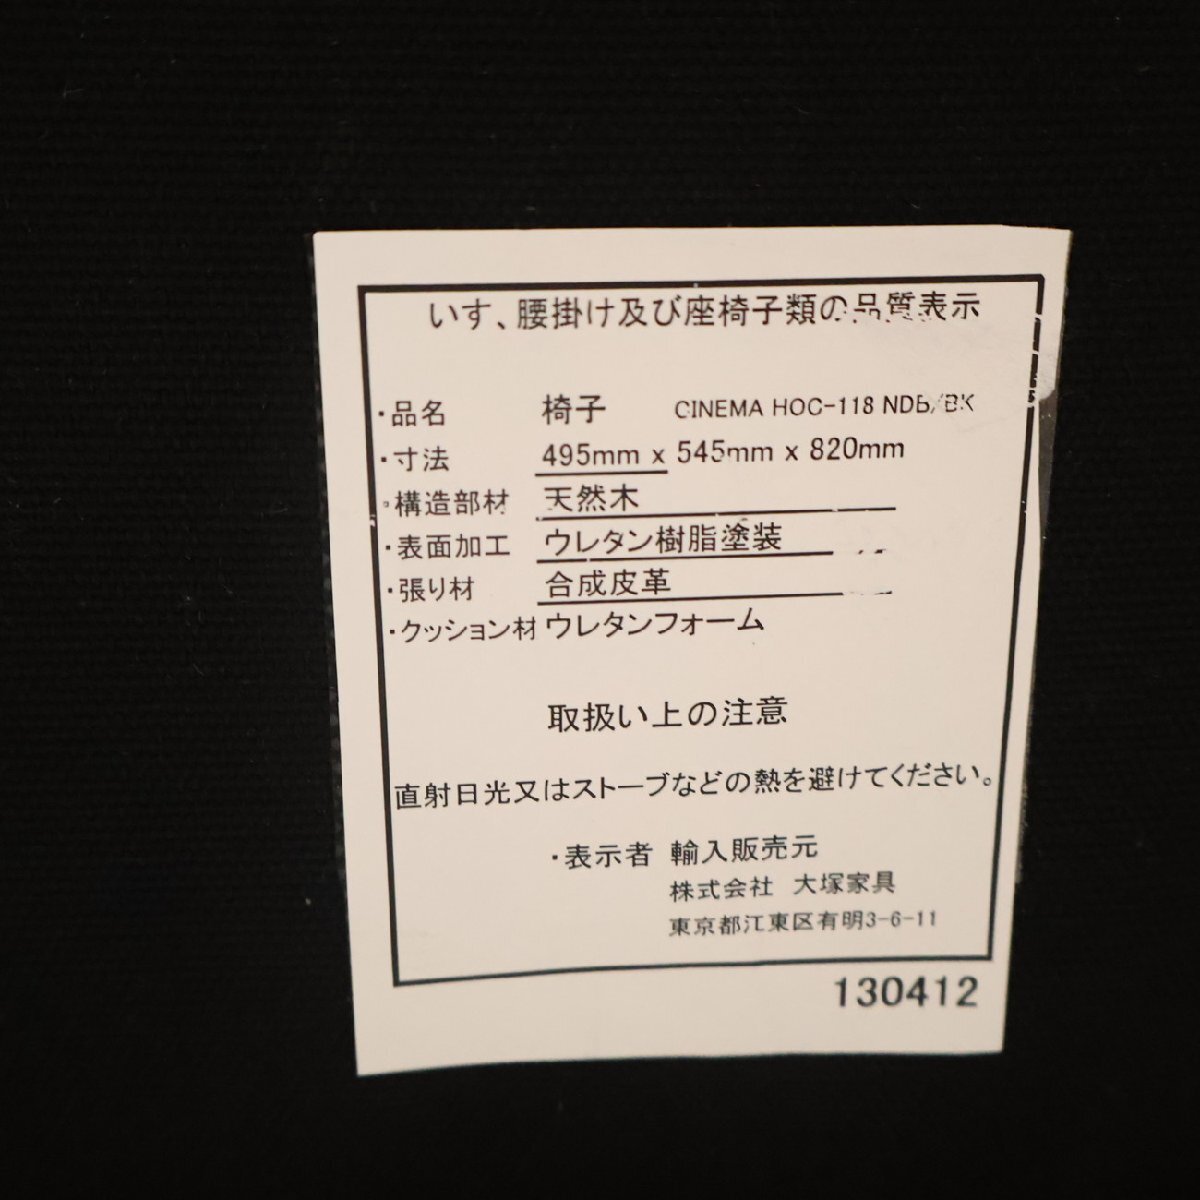 いす、腰掛け及び座椅子類の品質表示
・品名 椅子 CINEMA HOC-118 NDB/BK
・寸法 495mm x 545mm x 820mm
・構造部材 天然木
・表面加工 ウレタン樹脂塗装
・張り材 合成皮革
・クッション材 ウレタンフォーム
取扱い上の注意
直射日光又はストーブなどの熱を避けてください。
・表示者 輸入販売元
株式会社 大塚家具
東京都江東区有明3-6-11
130412